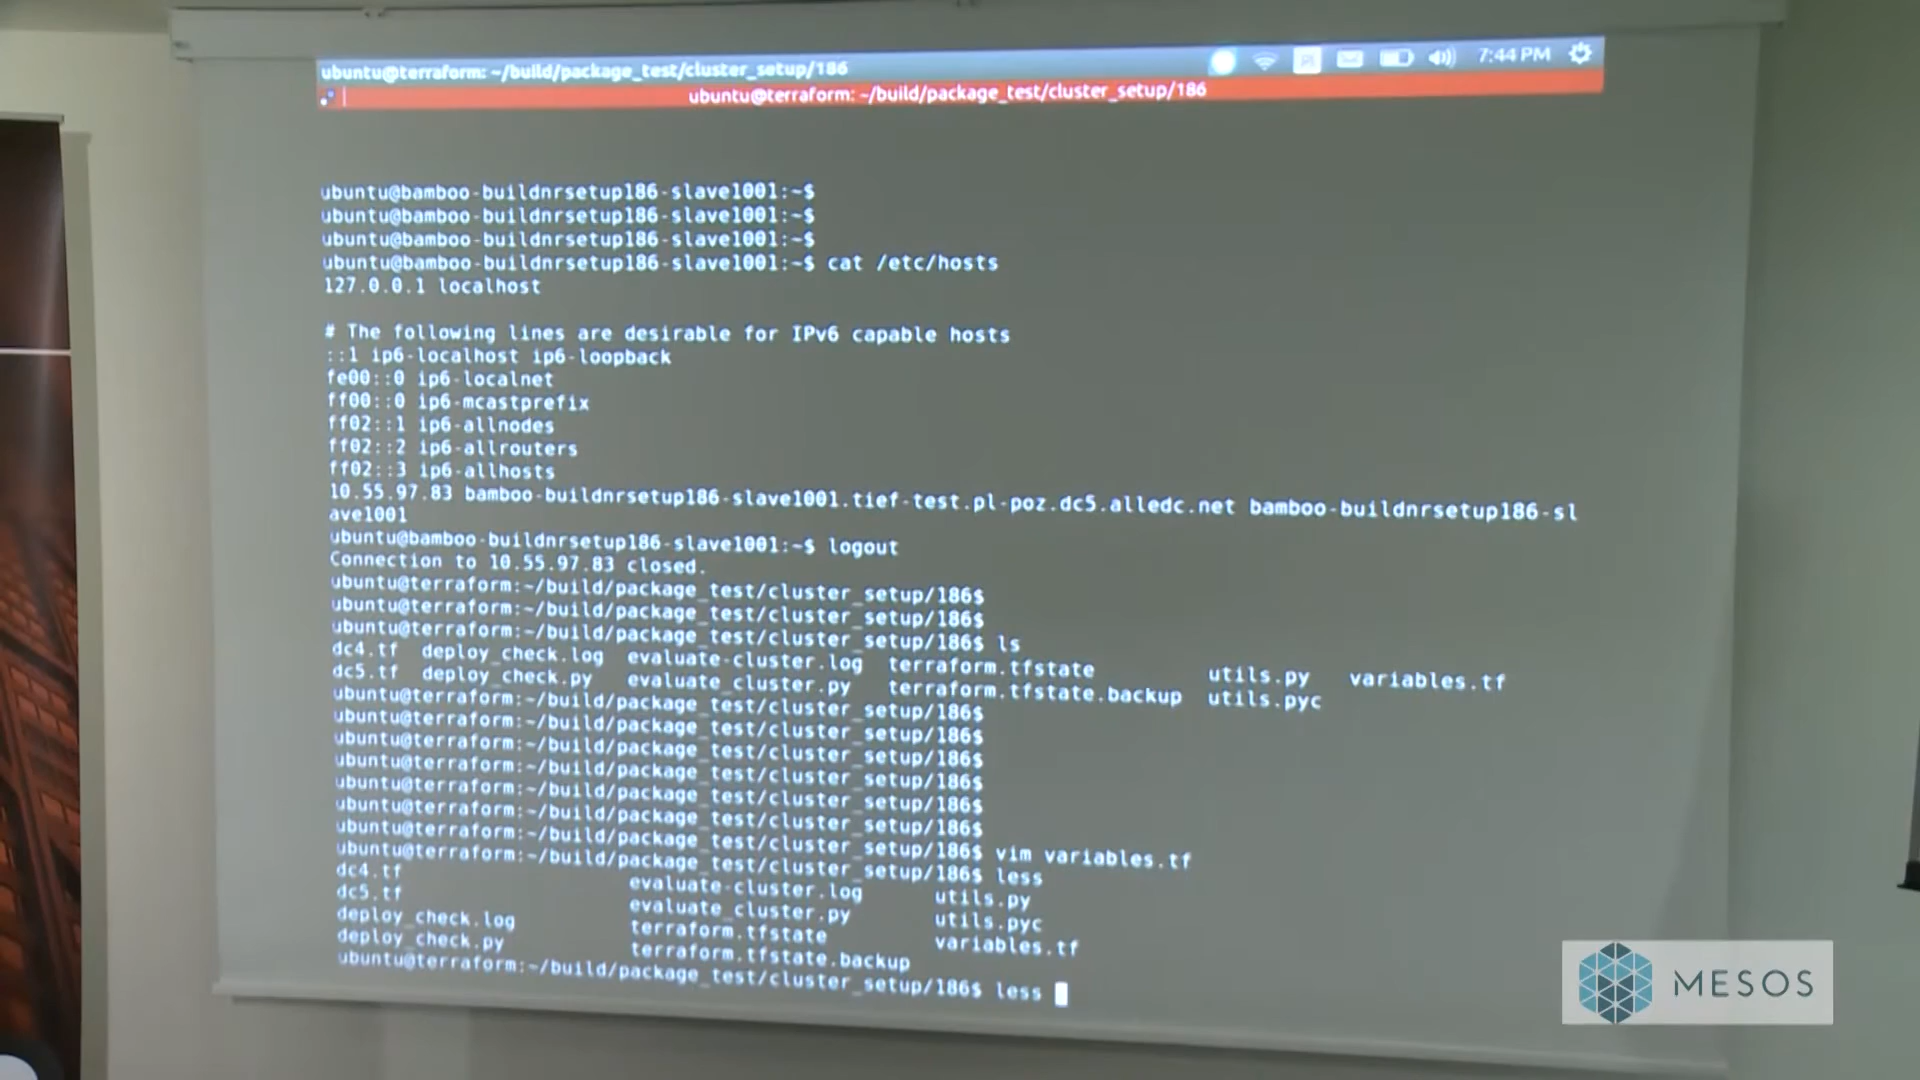 ubuntu@terraform: ~/build/package_test/cluster_setup/186
Pl
7:44 PM
ubuntu@terraform: ~/build/package_test/cluster_setup/186
ubuntu@bamboo-buildnrsetup186-slave1001:~$
ubuntu@bamboo-buildnrsetup186-slave1001:~$
ubuntu@bamboo-buildnrsetup186-slave1001:~$
ubuntu@bamboo-buildnrsetup186-slave1001:~$ cat /etc/hosts
127.0.0.1 localhost
# The following lines are desirable for IPv6 capable hosts
::1 ip6-localhost ip6-loopback
fe00::0 ip6-localnet
ff00::0 ip6-mcastprefix
ff02::1 ip6-allnodes
ff02::2 ip6-allrouters
ff02::3 ip6-allhosts
10.55.97.83 bamboo-buildnrsetup186-slave1001.tief-test.pl-poz.dc5.alledc.net bamboo-buildnrsetup186-sl
ave1001
ubuntu@bamboo-buildnrsetup186-slave1001:~$ logout
Connection to 10.55.97.83 closed.
ubuntu@terraform:~/build/package_test/cluster_setup/186$
ubuntu@terraform:~/build/package_test/cluster_setup/186$
ubuntu@terraform:~/build/package_test/cluster_setup/186$ ls
dc4.tf deploy_check.log evaluate-cluster.log terraform.tfstate utils.py variables.tf
dc5.tf deploy_check.py evaluate_cluster.py terraform.tfstate.backup utils.pyc
ubuntu@terraform:~/build/package_test/cluster_setup/186$
ubuntu@terraform:~/build/package_test/cluster_setup/186$
ubuntu@terraform:~/build/package_test/cluster_setup/186$
ubuntu@terraform:~/build/package_test/cluster_setup/186$
ubuntu@terraform:~/build/package_test/cluster_setup/186$
ubuntu@terraform:~/build/package_test/cluster_setup/186$
ubuntu@terraform:~/build/package_test/cluster_setup/186$ vim variables.tf
ubuntu@terraform:~/build/package_test/cluster_setup/186$ less
dc4.tf evaluate-cluster.log utils.py
dc5.tf evaluate_cluster.py utils.pyc
deploy_check.log terraform.tfstate variables.tf
deploy_check.py terraform.tfstate.backup
ubuntu@terraform:~/build/package_test/cluster_setup/186$ less
MESOS